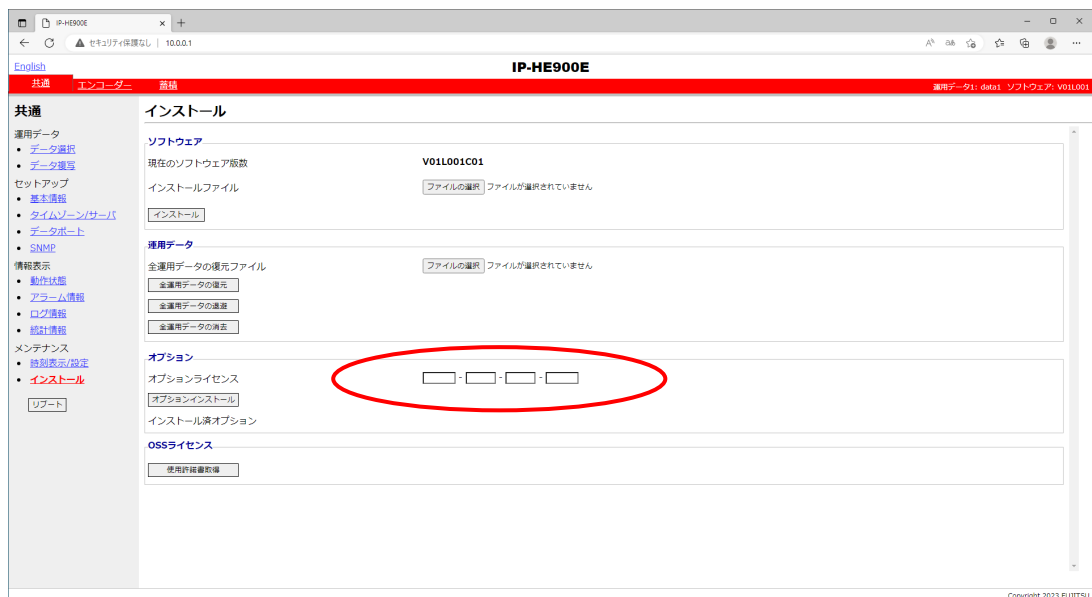 IP-HE900E
セキュリティ保護なし | 10.0.0.1
English
IP-HE900E
共通 エンコーダー 蓄積
運用データ1: data1 ソフトウェア: V01L001
共通
運用データ
データ選択
データ複写
セットアップ
基本情報
タイムゾーン/サーバ
データポート
SNMP
情報表示
動作状態
アラーム情報
ログ情報
統計情報
メンテナンス
時刻表示/設定
インストール
リブート
インストール
ソフトウェア
現在のソフトウェア版数 V01L001C01
インストールファイル ファイルの選択 ファイルが選択されていません
インストール
運用データ
全運用データの復元ファイル ファイルの選択 ファイルが選択されていません
全運用データの復元
全運用データの退避
全運用データの消去
オプション
オプションライセンス - - -
オプションインストール
インストール済オプション
OSSライセンス
使用許諾書取得
Copyright 2023 FUJITSU